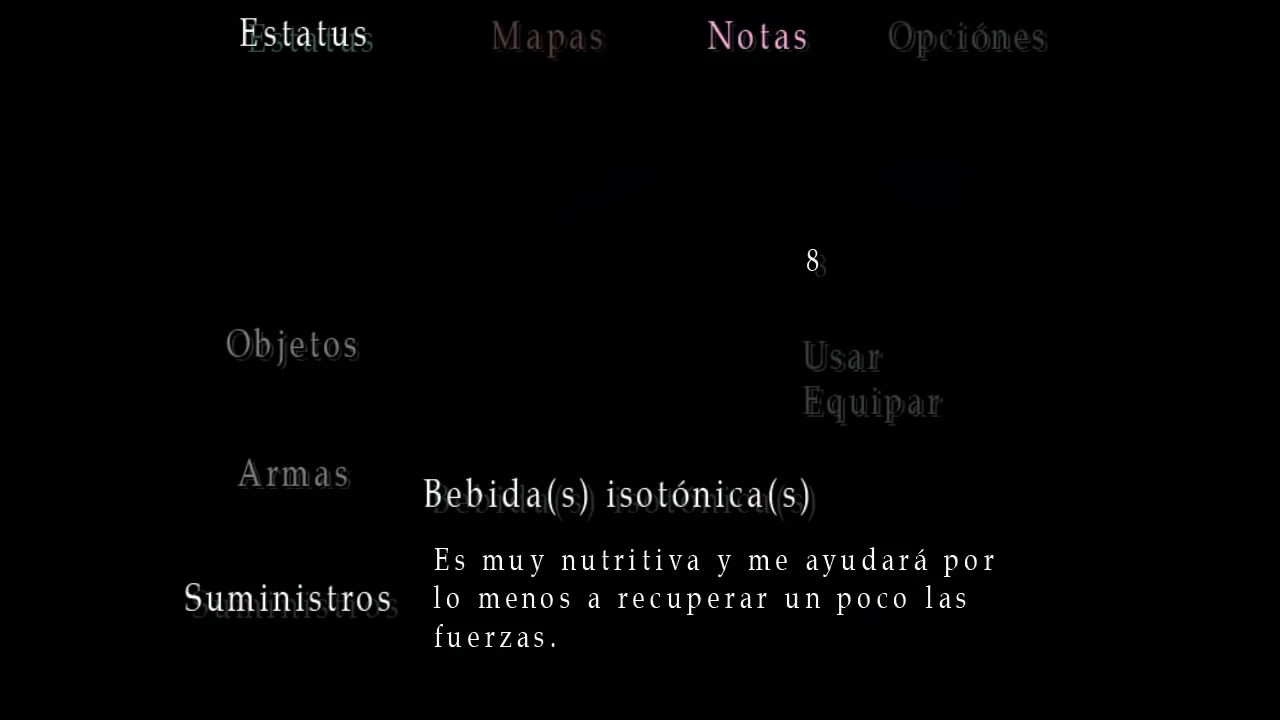 Estatus Mapas Notas Opciónes
8
Objetos
Usar
Equipar
Armas
Bebida(s) isotónica(s)
Es muy nutritiva y me ayudará por
lo menos a recuperar un poco las
fuerzas.
Suministros